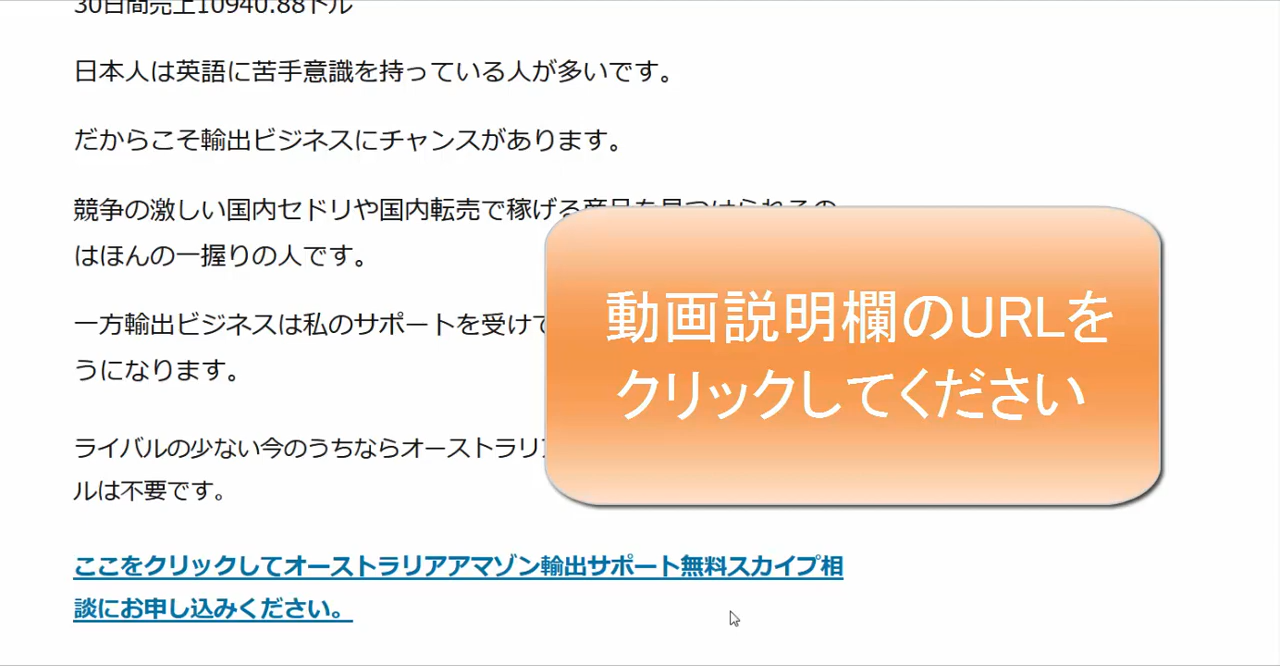 30日間売上10940.88ドル
日本人は英語に苦手意識を持っている人が多いです。
だからこそ輸出ビジネスにチャンスがあります。
競争の激しい国内セドリや国内転売で稼げる商品を見つけられるの
はほんの一握りの人です。
一方輸出ビジネスは私のサポートを受けて
うになります。
ライバルの少ない今のうちならオーストラリ
ルは不要です。
動画説明欄のURLを
クリックしてください
ここをクリックしてオーストラリアアマゾン輸出サポート無料スカイプ相
談にお申し込みください。